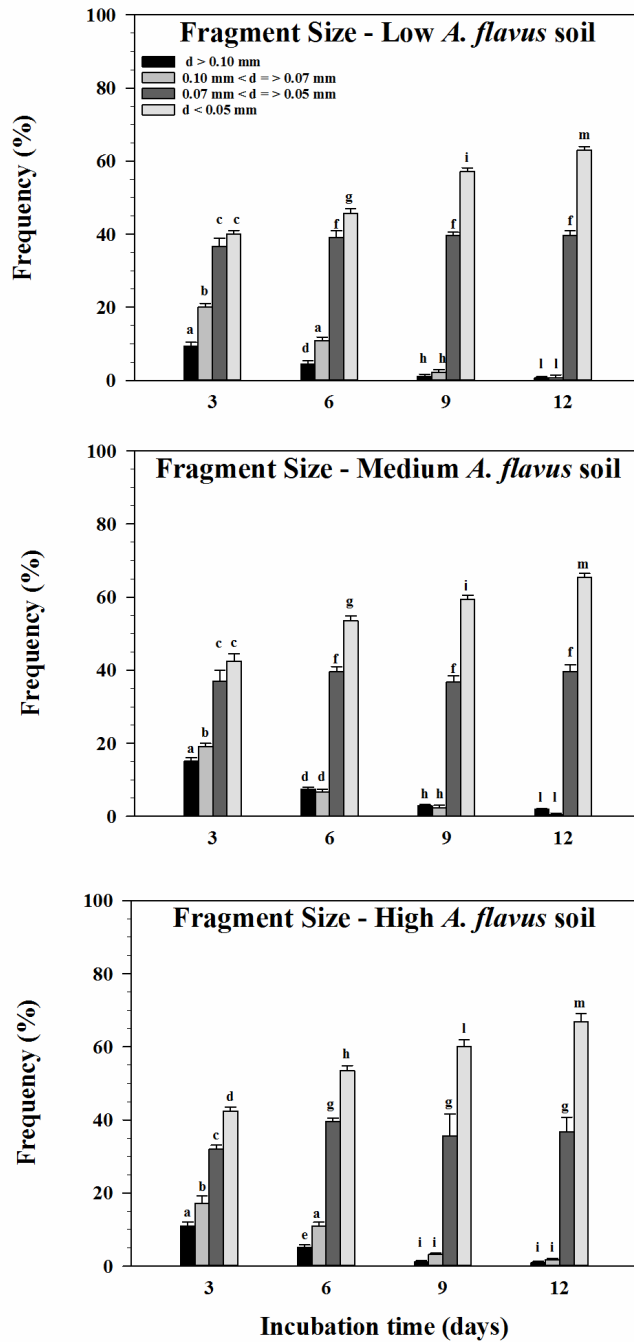 Fragment Size - Low A. flavus soil
d > 0.10 mm
0.10 mm < d = > 0.07 mm
0.07 mm < d = > 0.05 mm
d < 0.05 mm
Frequency (%)
100
80
60
40
20
0
a b c c
d a f g
h h f i
l l f m
3 6 9 12
Fragment Size - Medium A. flavus soil
Frequency (%)
100
80
60
40
20
0
a b c c
d d f g
h h f i
l l f m
3 6 9 12
Fragment Size - High A. flavus soil
Frequency (%)
100
80
60
40
20
0
a b c d
e a g h
i i g l
i i g m
3 6 9 12
Incubation time (days)